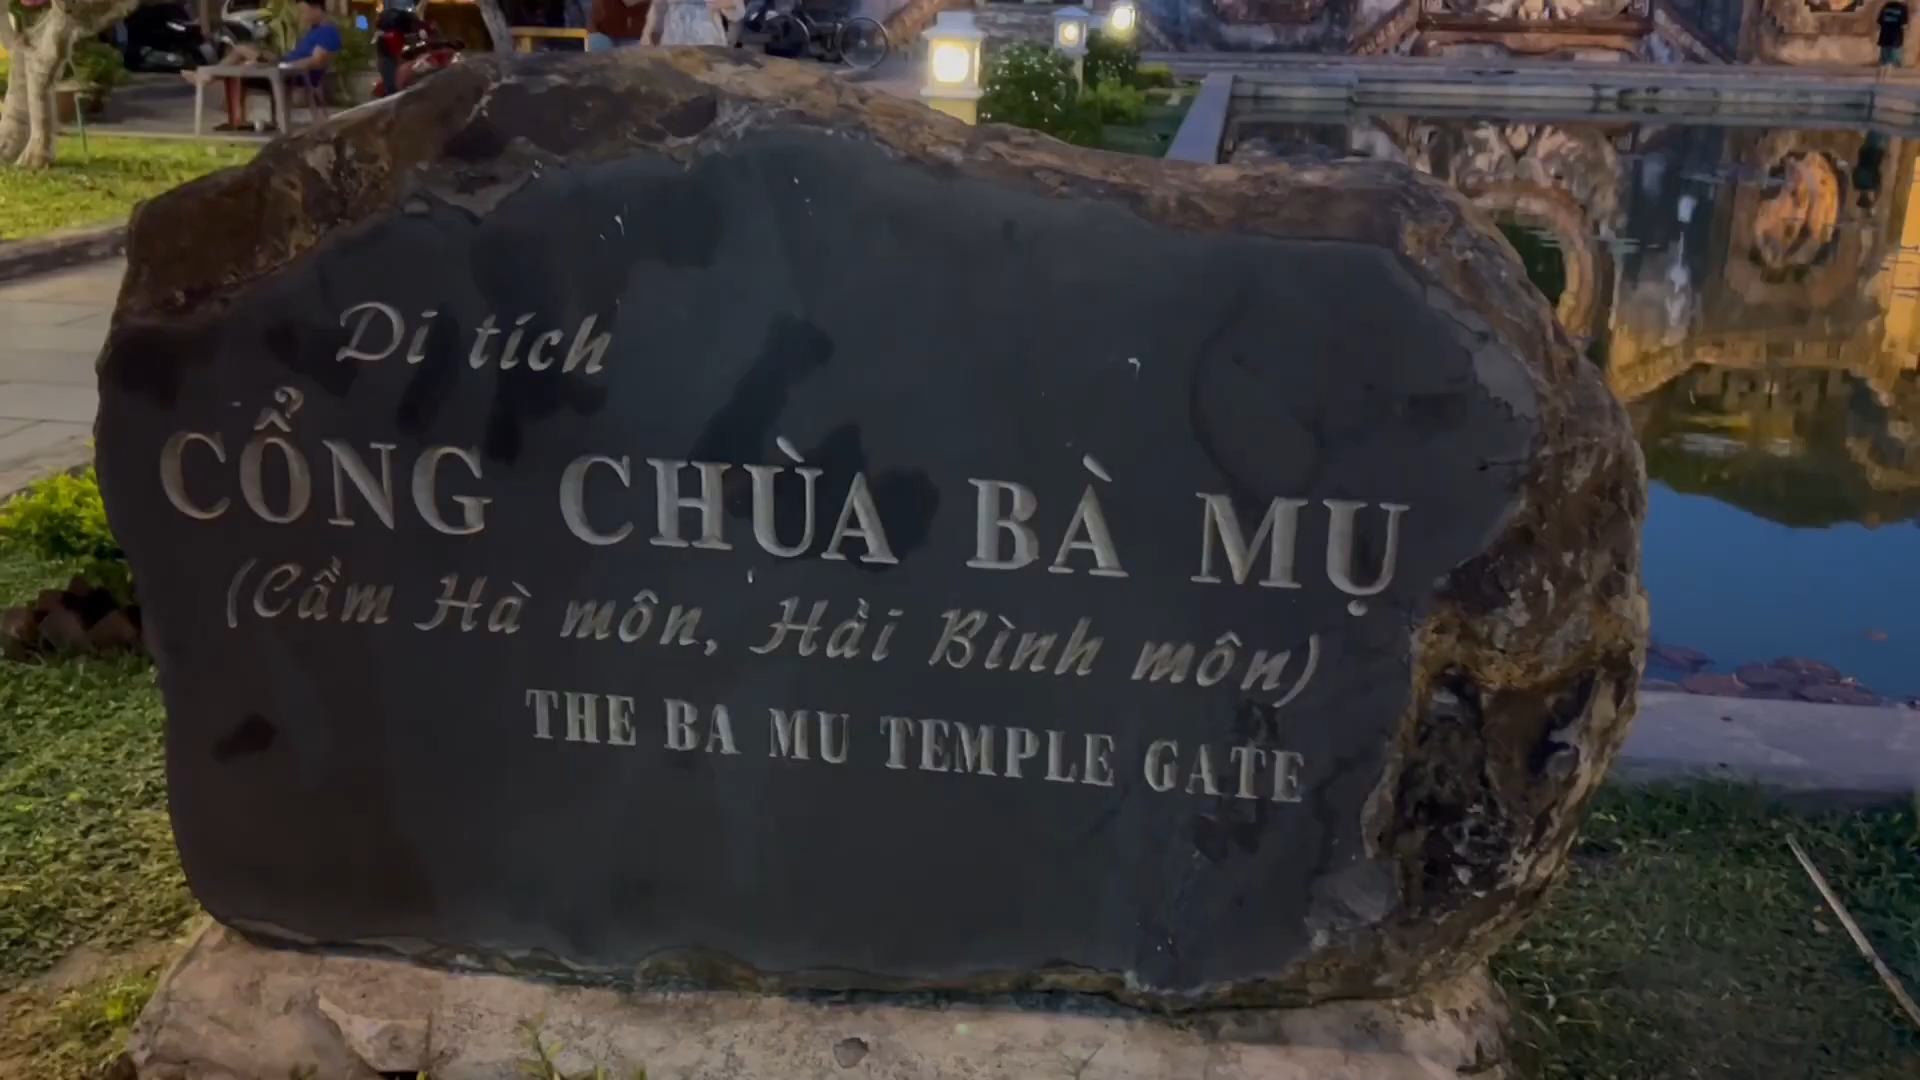 Di tích
CỔNG CHÙA BÀ MỤ
(Cẩm Hà môn, Hải Bình môn)
THE BA MU TEMPLE GATE